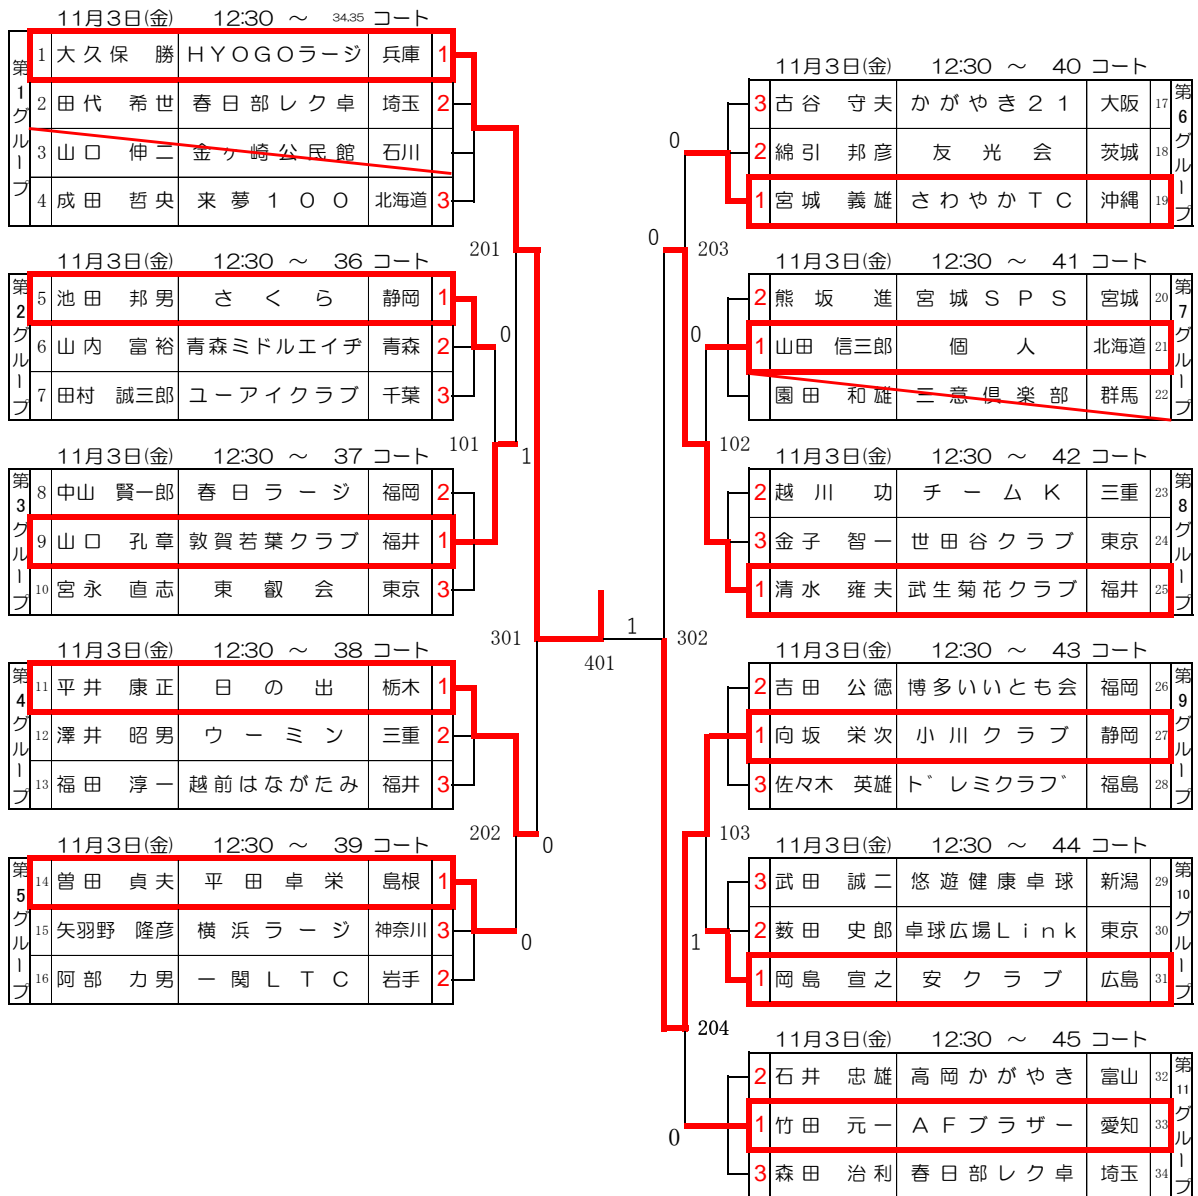 11月3日(金) 12:30 ～ 34.35 コート
第1グループ
1 大久保 勝 HYOGOラージ 兵庫 1
2 田代 希世 春日部レク卓 埼玉 2
3 山口 伸二 金ヶ崎公民館 石川
4 成田 哲央 来夢100 北海道 3
11月3日(金) 12:30 ～ 36 コート
第2グループ
5 池田 邦男 さくら 静岡 1
6 山内 富裕 青森ミドルエイヂ 青森 2
7 田村 誠三郎 ユーアイクラブ 千葉 3
11月3日(金) 12:30 ～ 37 コート
第3グループ
8 中山 賢一郎 春日ラージ 福岡 2
9 山口 孔章 敦賀若葉クラブ 福井 1
10 宮永 直志 東叡会 東京 3
11月3日(金) 12:30 ～ 38 コート
第4グループ
11 平井 康正 日の出 栃木 1
12 澤井 昭男 ウーミン 三重 2
13 福田 淳一 越前はながたみ 福井 3
11月3日(金) 12:30 ～ 39 コート
第5グループ
14 曽田 貞夫 平田卓栄 島根 1
15 矢羽野 隆彦 横浜ラージ 神奈川 3
16 阿部 力男 一関LTC 岩手 2
201
0
101
1
301
202
0
0
401
1
11月3日(金) 12:30 ～ 40 コート
第6グループ
3 古谷 守夫 かがやき21 大阪 17
2 綿引 邦彦 友光会 茨城 18
1 宮城 義雄 さわやかTC 沖縄 19
11月3日(金) 12:30 ～ 41 コート
第7グループ
2 熊坂 進 宮城SPS 宮城 20
1 山田 信三郎 個人 北海道 21
園田 和雄 三意倶楽部 群馬 22
11月3日(金) 12:30 ～ 42 コート
第8グループ
2 越川 功 チームK 三重 23
3 金子 智一 世田谷クラブ 東京 24
1 清水 雍夫 武生菊花クラブ 福井 25
11月3日(金) 12:30 ～ 43 コート
第9グループ
2 吉田 公徳 博多いいとも会 福岡 26
1 向坂 栄次 小川クラブ 静岡 27
3 佐々木 英雄 ドレミクラブ 福島 28
11月3日(金) 12:30 ～ 44 コート
第10グループ
3 武田 誠二 悠遊健康卓球 新潟 29
2 薮田 史郎 卓球広場Link 東京 30
1 岡島 宣之 安クラブ 広島 31
11月3日(金) 12:30 ～ 45 コート
第11グループ
2 石井 忠雄 高岡かがやき 富山 32
1 竹田 元一 AFブラザー 愛知 33
3 森田 治利 春日部レク卓 埼玉 34
0
0
203
0
102
302
103
1
204
0